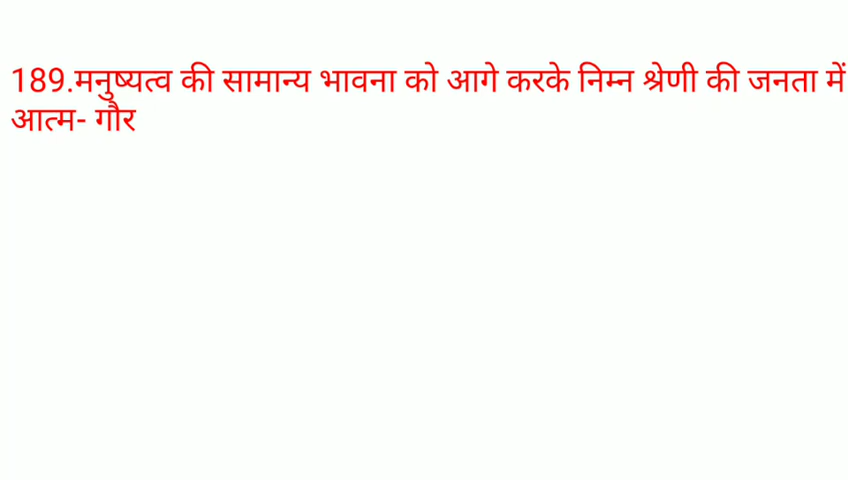 189.मनुष्यत्व की सामान्य भावना को आगे करके निम्न श्रेणी की जनता में
आत्म- गौर